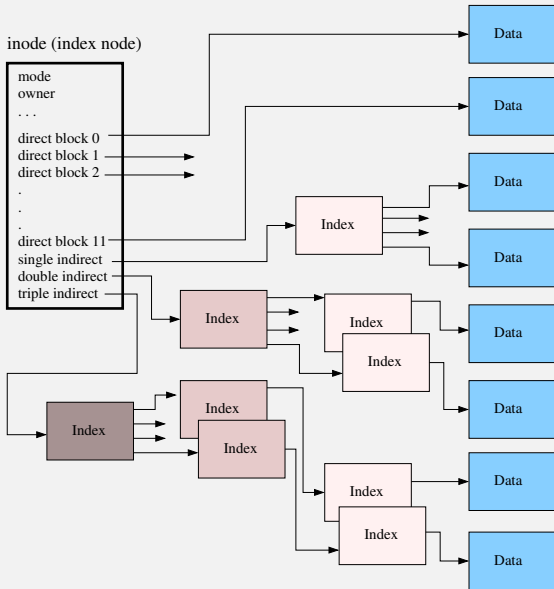 inode (index node)
mode
owner
. . .
direct block 0
direct block 1
direct block 2
.
.
.
direct block 11
single indirect
double indirect
triple indirect
Data
Data
Data
Index
Data
Index
Index
Data
Index
Data
Index
Index
Index
Data
Index
Index
Data